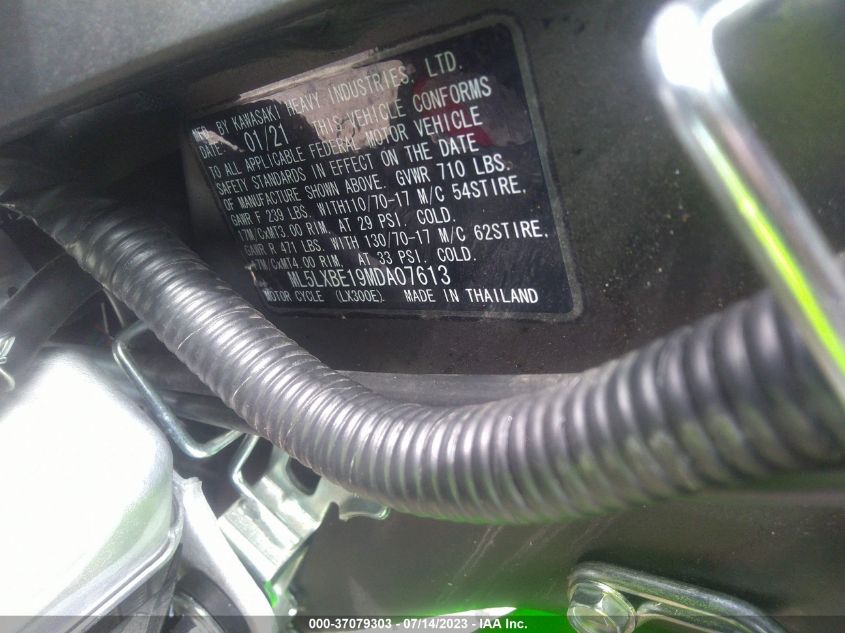 MFD. BY KAWASAKI HEAVY INDUSTRIES, LTD.
DATE 01/21 THIS VEHICLE CONFORMS
TO ALL APPLICABLE FEDERAL MOTOR VEHICLE
SAFETY STANDARDS IN EFFECT ON THE DATE
OF MANUFACTURE SHOWN ABOVE. GVWR 710 LBS.
GAWR F 239 LBS. WITH110/70-17 M/C 54STIRE,
17M/CxMT3.00 RIM. AT 29 PSI. COLD.
GAWR R 471 LBS. WITH 130/70-17 M/C 62STIRE.
17M/CxMT4.00 RIM. AT 33 PSI. COLD.
ML5LXBE19MDA07613
MOTOR CYCLE (LX300E). MADE IN THAILAND
000-37079303 - 07/14/2023 - IAA Inc.